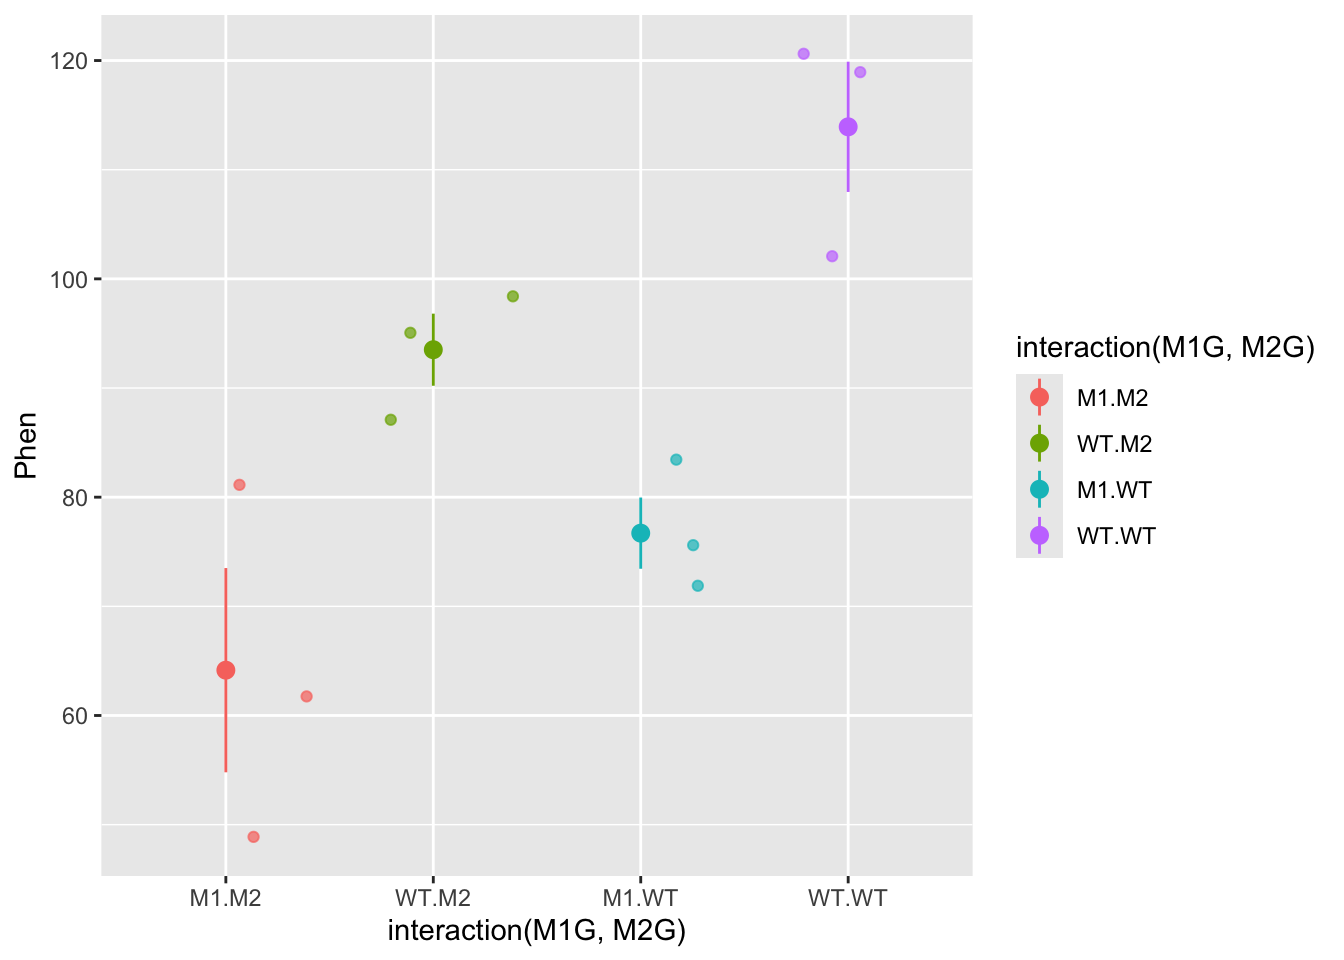 120
100
80
60
Phen
M1.M2
WT.M2
M1.WT
WT.WT
interaction(M1G, M2G)
interaction(M1G, M2G)
M1.M2
WT.M2
M1.WT
WT.WT